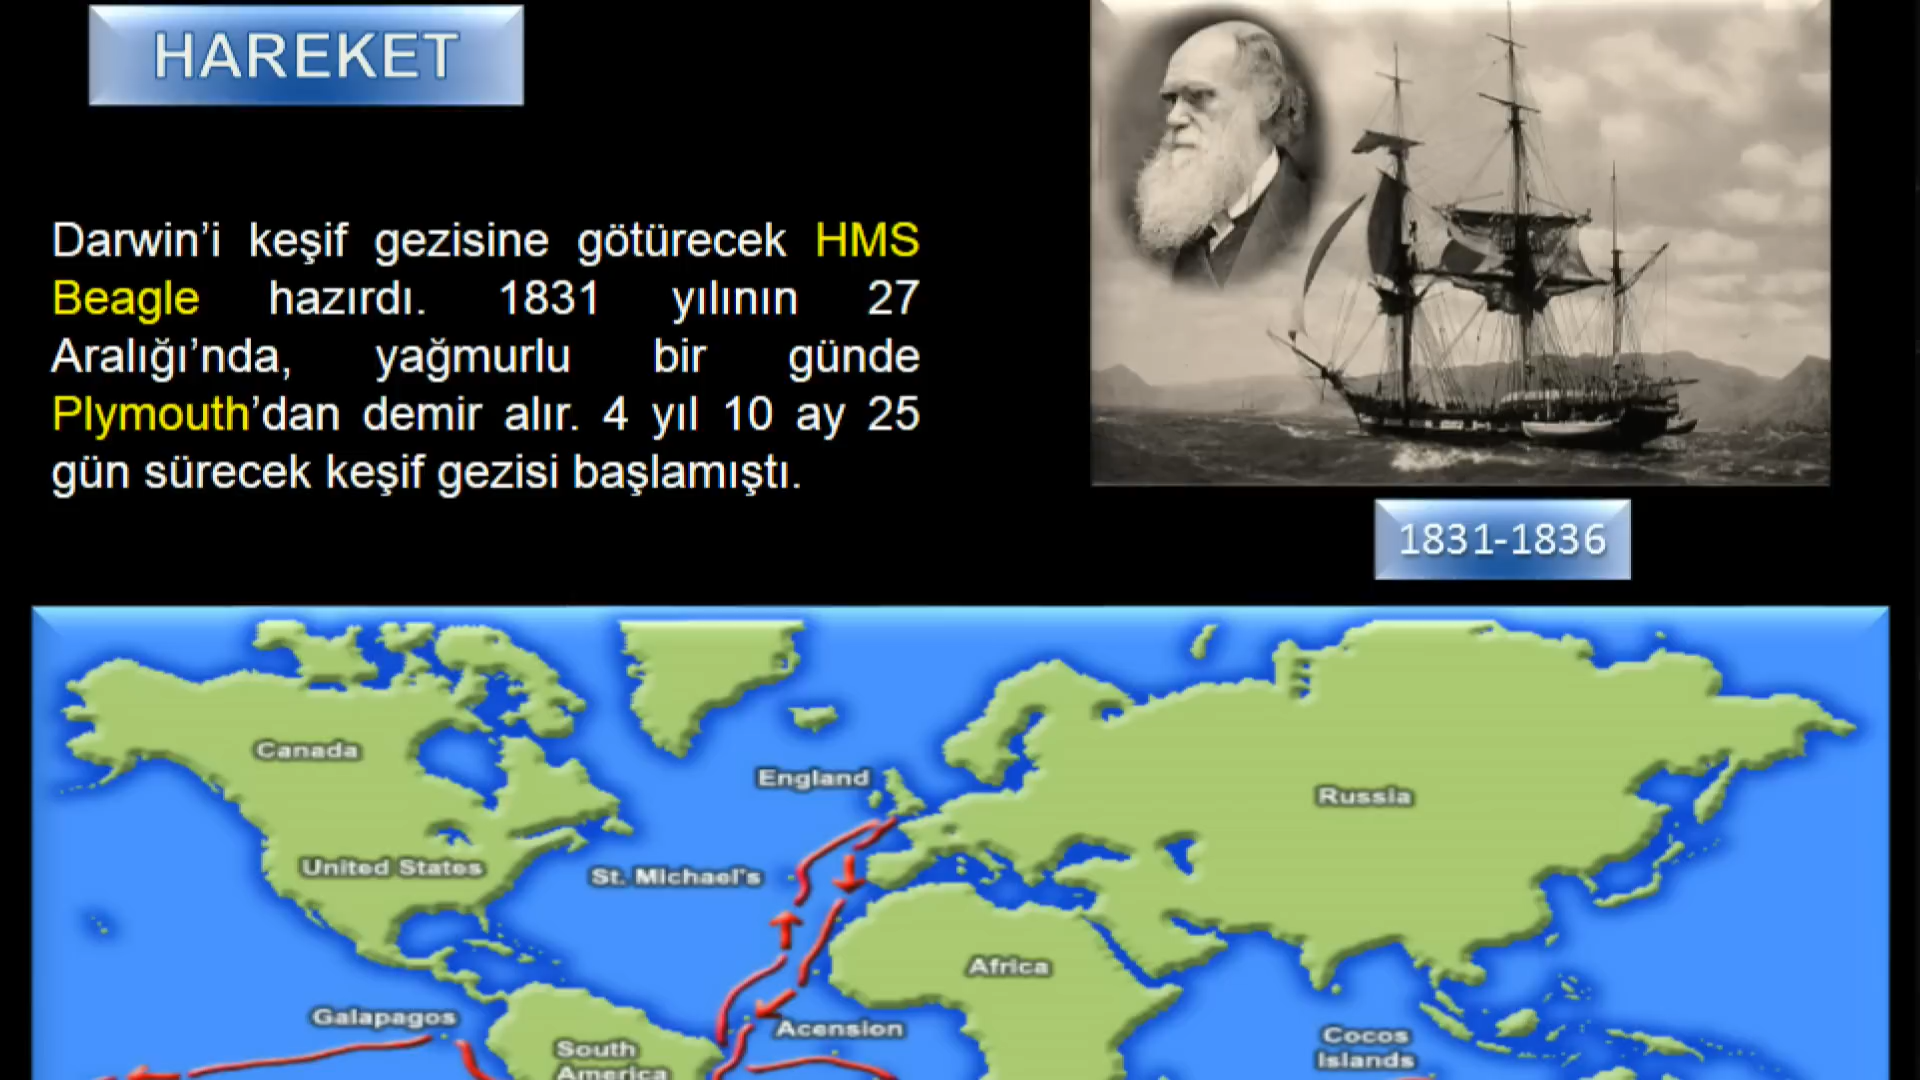 HAREKET
Darwin’i keşif gezisine götürecek HMS
Beagle hazırdı. 1831 yılının 27
Aralığı’nda, yağmurlu bir günde
Plymouth’dan demir alır. 4 yıl 10 ay 25
gün sürecek keşif gezisi başlamıştı.
1831-1836
Canada
England
Russia
United States
St. Michael's
Africa
Galapagos
Acension
South
America
Cocos
Islands